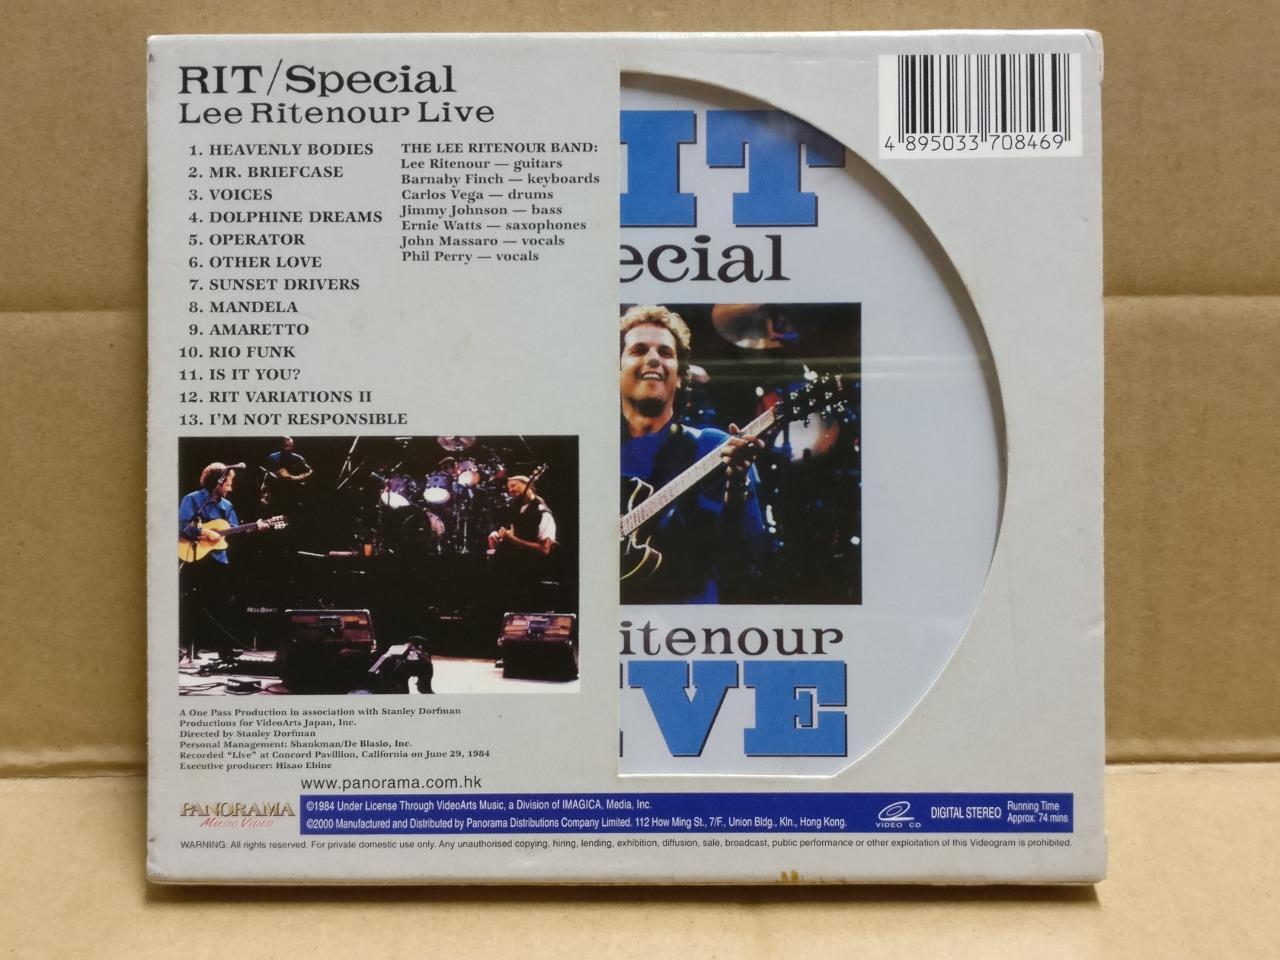 RIT/Special
Lee Ritenour Live
1. HEAVENLY BODIES
2. MR. BRIEFCASE
3. VOICES
4. DOLPHINE DREAMS
5. OPERATOR
6. OTHER LOVE
7. SUNSET DRIVERS
8. MANDELA
9. AMARETTO
10. RIO FUNK
11. IS IT YOU?
12. RIT VARIATIONS II
13. I'M NOT RESPONSIBLE
THE LEE RITENOUR BAND:
Lee Ritenour — guitars
Barnaby Finch — keyboards
Carlos Vega — drums
Jimmy Johnson — bass
Ernie Watts — saxophones
John Massaro — vocals
Phil Perry — vocals
4 895033 708469
IT
ecial
itenour
IVE
A One Pass Production in association with Stanley Dorfman
Productions for VideoArts Japan, Inc.
Directed by Stanley Dorfman
Personal Management: Shankman/De Blasio, Inc.
Recorded "Live" at Concord Pavillion, California on June 29, 1984
Executive producer: Hisao Ebine
www.panorama.com.hk
PANORAMA
Music Video
©1984 Under License Through VideoArts Music, a Division of IMAGICA, Media, Inc.
©2000 Manufactured and Distributed by Panorama Distributions Company Limited. 112 How Ming St., 7/F., Union Bldg., Kln., Hong Kong.
VIDEO CD
DIGITAL STEREO
Running Time
Approx: 74 mins
WARNING: All rights reserved. For private domestic use only. Any unauthorised copying, hiring, lending, exhibition, diffusion, sale, broadcast, public performance or other exploitation of this Videogram is prohibited.